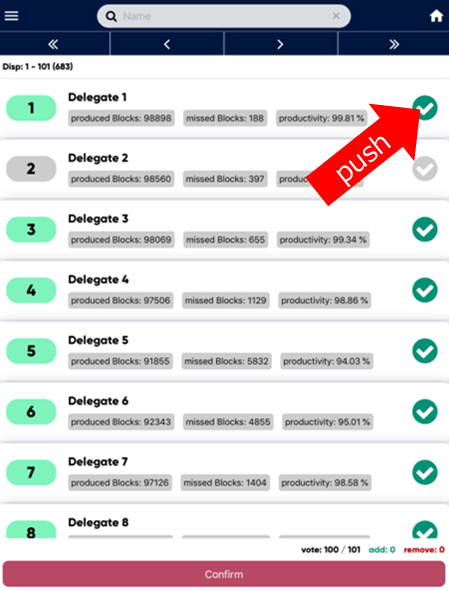 Name
Disp: 1 - 101 (683)
1
Delegate 1
produced Blocks: 98898 missed Blocks: 188 productivity: 99.81 %
push
2
Delegate 2
produced Blocks: 98560 missed Blocks: 397
3
Delegate 3
produced Blocks: 98069 missed Blocks: 655 productivity: 99.34 %
4
Delegate 4
produced Blocks: 97506 missed Blocks: 1129 productivity: 98.86 %
5
Delegate 5
produced Blocks: 91855 missed Blocks: 5832 productivity: 94.03 %
6
Delegate 6
produced Blocks: 92343 missed Blocks: 4855 productivity: 95.01 %
7
Delegate 7
produced Blocks: 97126 missed Blocks: 1404 productivity: 98.58 %
8
Delegate 8
vote: 100 / 101 add: 0 remove: 0
Confirm